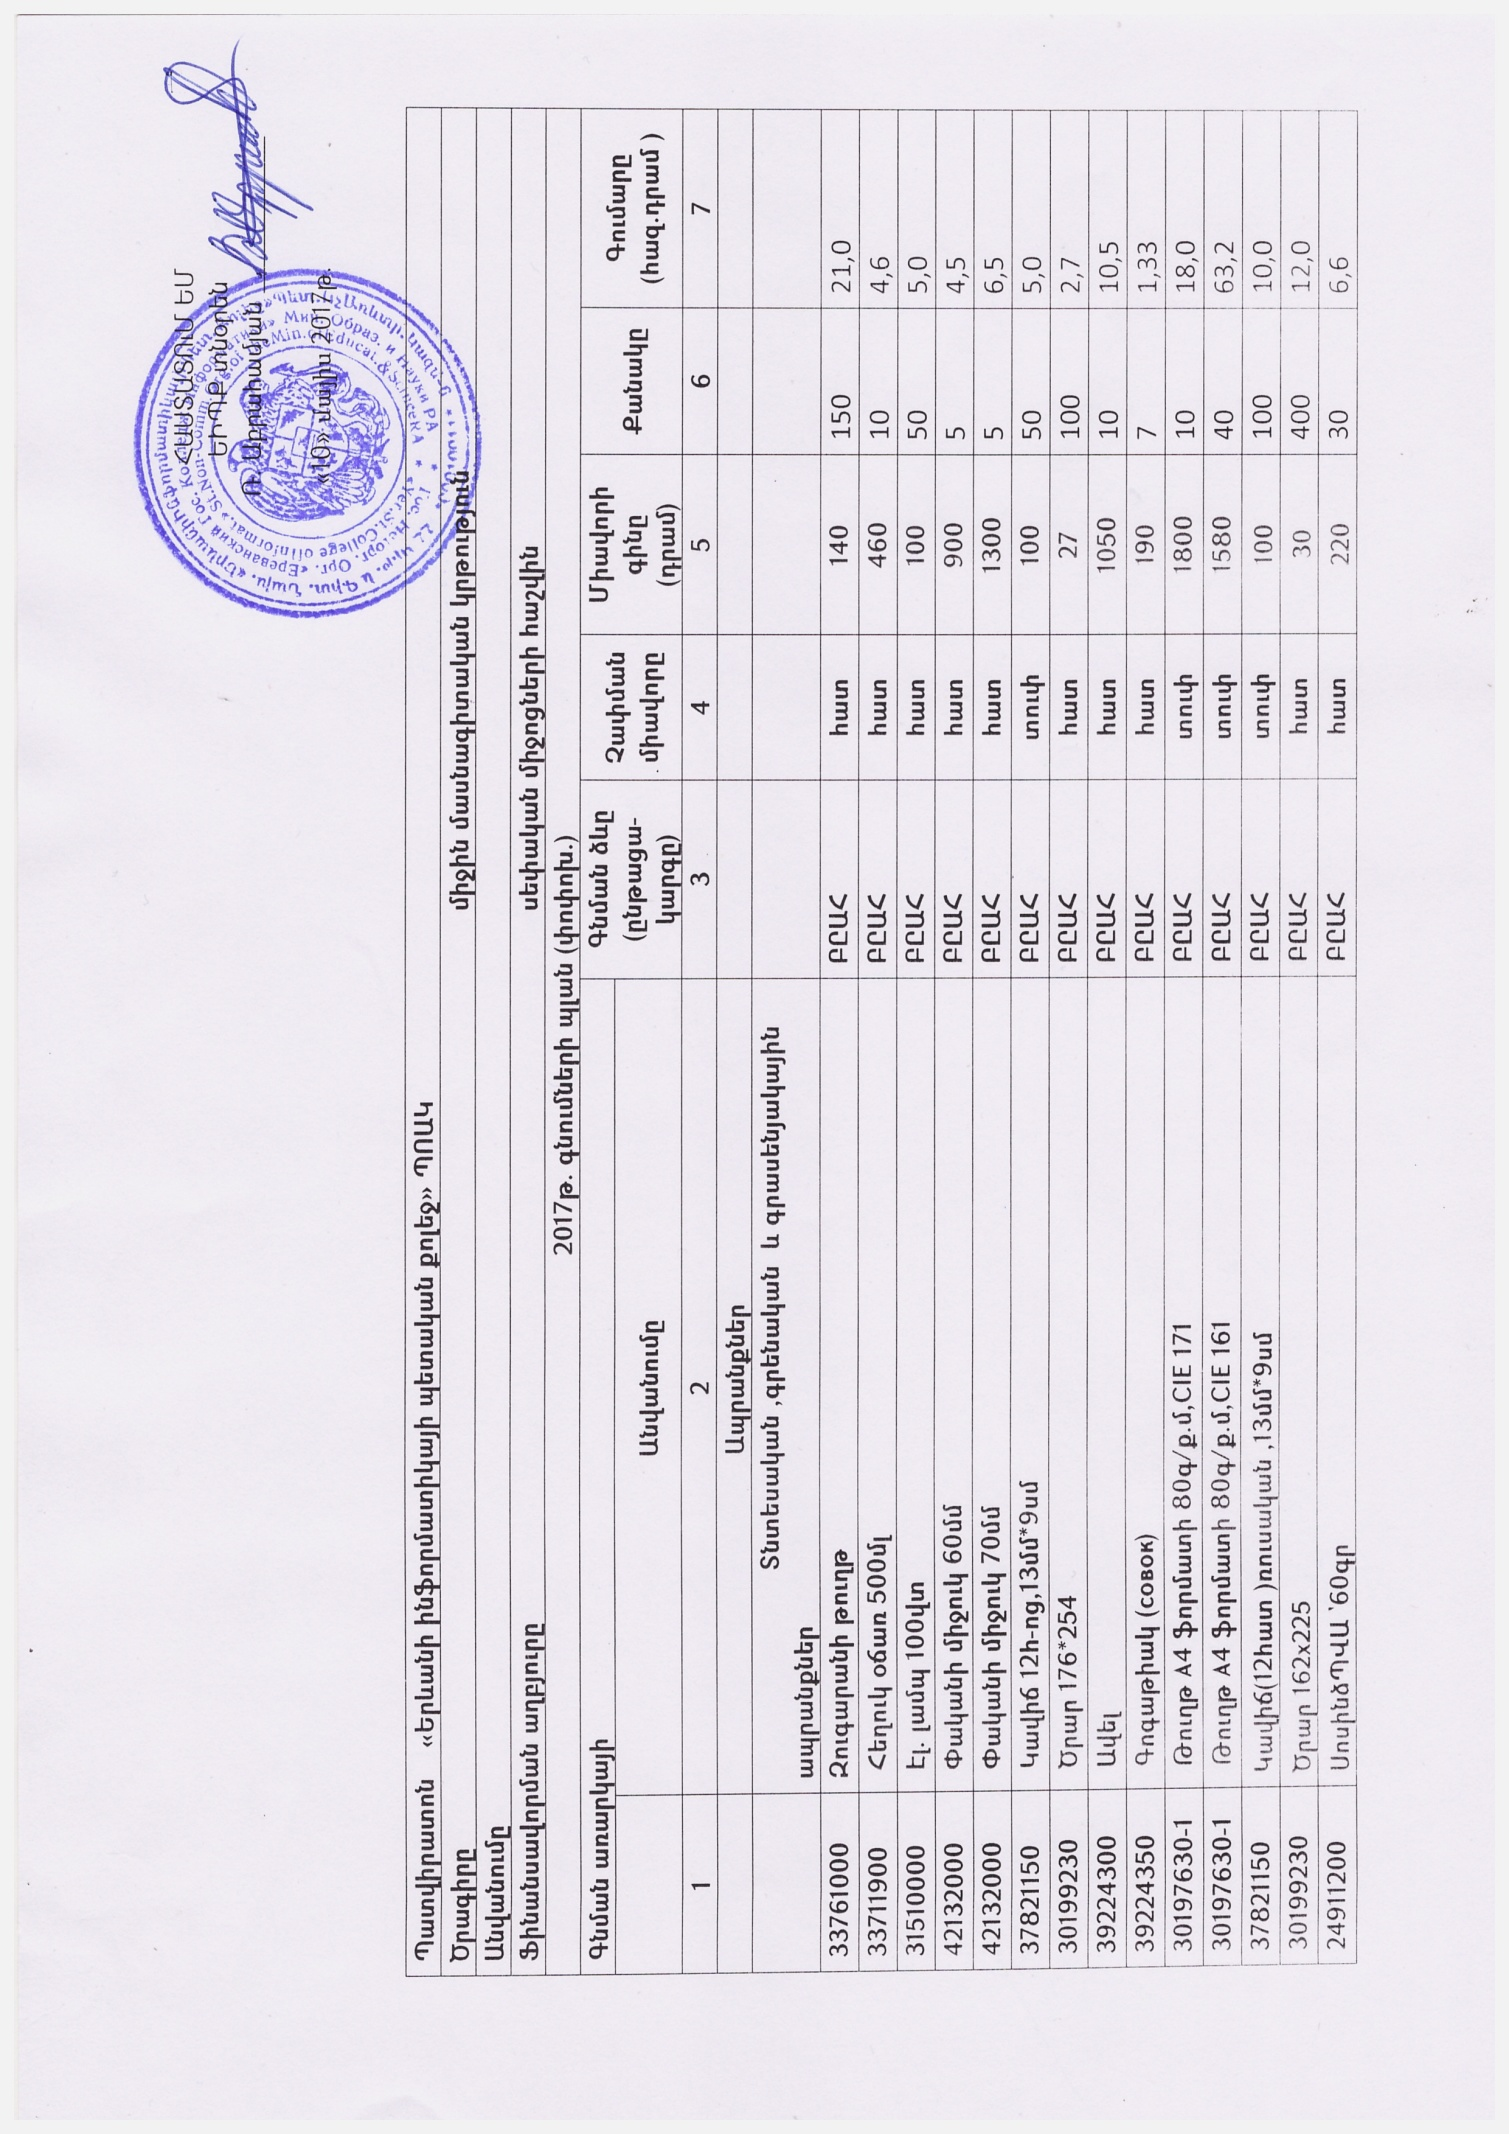 ՀԱՍՏԱՏՈՒՄ ԵՄ
ԵԻՊՔ տնօրեն
Ռ. Աբրահամյան
«10» մայիս 2017թ.
Պատվիրատոն «Երևանի ինֆորմատիկայի պետական քոլեջ» ՊՈԱԿ
Ծրագիրը միջին մասնագիտական կրթություն
Անվանումը
Ֆինանսավորման աղբյուրը սեփական միջոցների հաշվին
2017թ. գնումների պլան (փոփոխ.)
Գնման առարկայի Գնման ձևը (ընթացա-կարգը) Չափման միավորը Միավորի գինը (դրամ) Քանակը Գումարը (հազ.դրամ )
Անվանումը
1 2 3 4 5 6 7
Ապրանքներ
Տնտեսական ,գրենական և գրասենյակային
ապրանքներ
33761000 Զուգարանի թուղթ ԲԸԱՀ հատ 140 150 21,0
33711900 Հեղուկ օճառ 500մլ ԲԸԱՀ հատ 460 10 4,6
31510000 Էլ. լամպ 100վտ ԲԸԱՀ հատ 100 50 5,0
42132000 Փականի միջուկ 60մմ ԲԸԱՀ հատ 900 5 4,5
42132000 Փականի միջուկ 70մմ ԲԸԱՀ հատ 1300 5 6,5
37821150 Կավիճ 12հ-ոց,13մմ*9սմ ԲԸԱՀ տուփ 100 50 5,0
30199230 Ծրար 176*254 ԲԸԱՀ հատ 27 100 2,7
39224300 Ավել ԲԸԱՀ հատ 1050 10 10,5
39224350 Գոգաթիակ (совок) ԲԸԱՀ հատ 190 7 1,33
30197630-1 Թուղթ A4 ֆորմատի 80գ/ք.մ,CIE 171 ԲԸԱՀ տուփ 1800 10 18,0
30197630-1 Թուղթ A4 ֆորմատի 80գ/ք.մ,CIE 161 ԲԸԱՀ տուփ 1580 40 63,2
37821150 Կավիճ(12հատ )ռուսական ,13մմ*9սմ ԲԸԱՀ տուփ 100 100 10,0
30199230 Ծրար 162x225 ԲԸԱՀ հատ 30 400 12,0
24911200 ՍոսինձՊՎԱ ՝60գր ԲԸԱՀ հատ 220 30 6,6